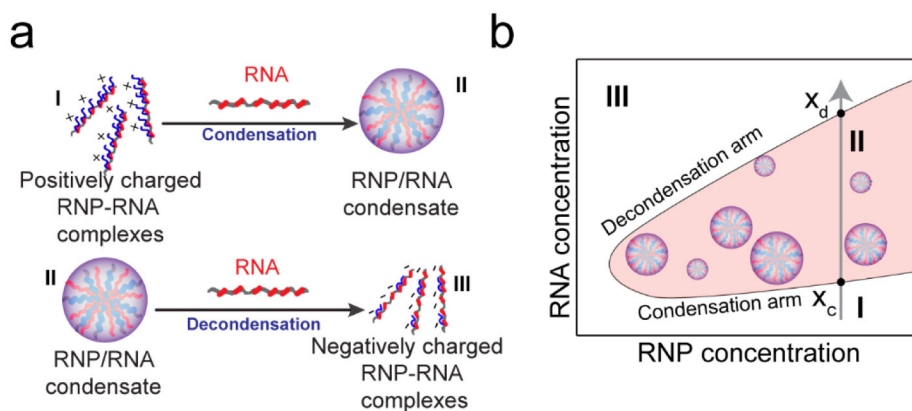 a
I
RNA
Condensation
II
Positively charged
RNP-RNA
complexes
RNP/RNA
condensate
II
RNA
Decondensation
III
RNP/RNA
condensate
Negatively charged
RNP-RNA
complexes
b
III
Xd
II
Decondensation arm
Condensation arm
Xc
I
RNA concentration
RNP concentration